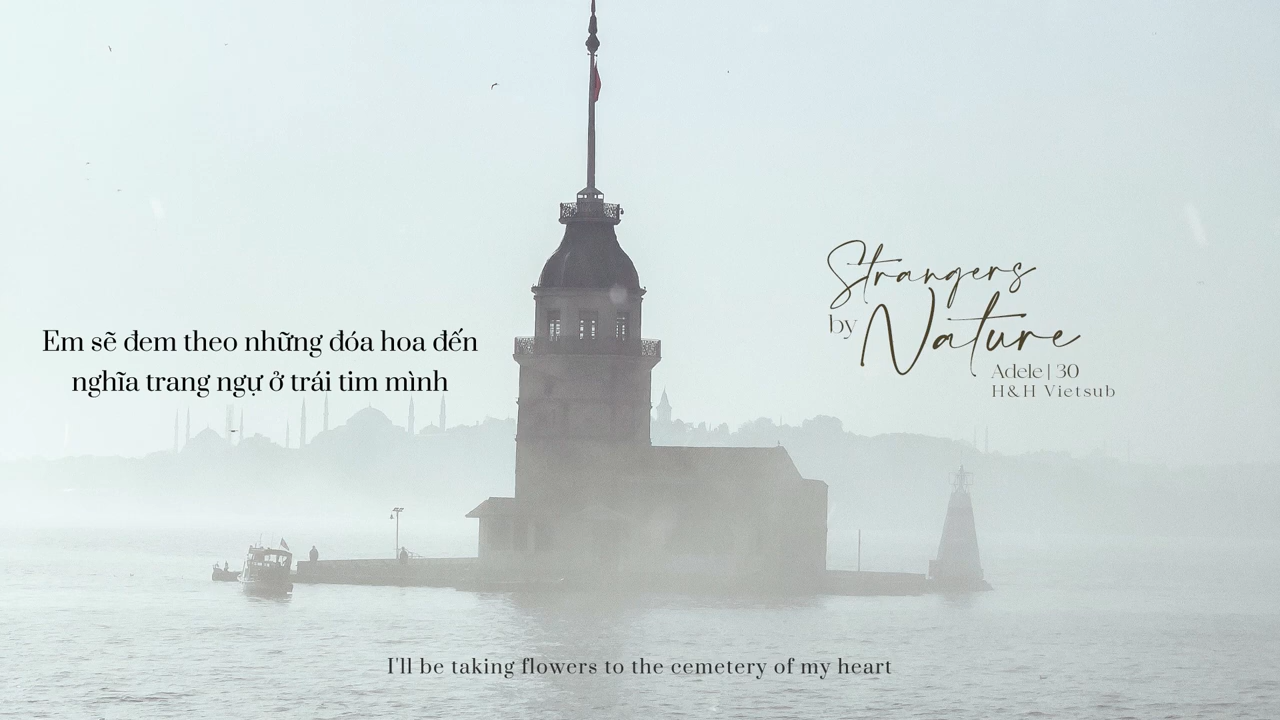 Em sẽ đem theo những đóa hoa đến
nghĩa trang ngự ở trái tim mình
Strangers
by Nature
Adele | 30
H&H Vietsub
I'll be taking flowers to the cemetery of my heart